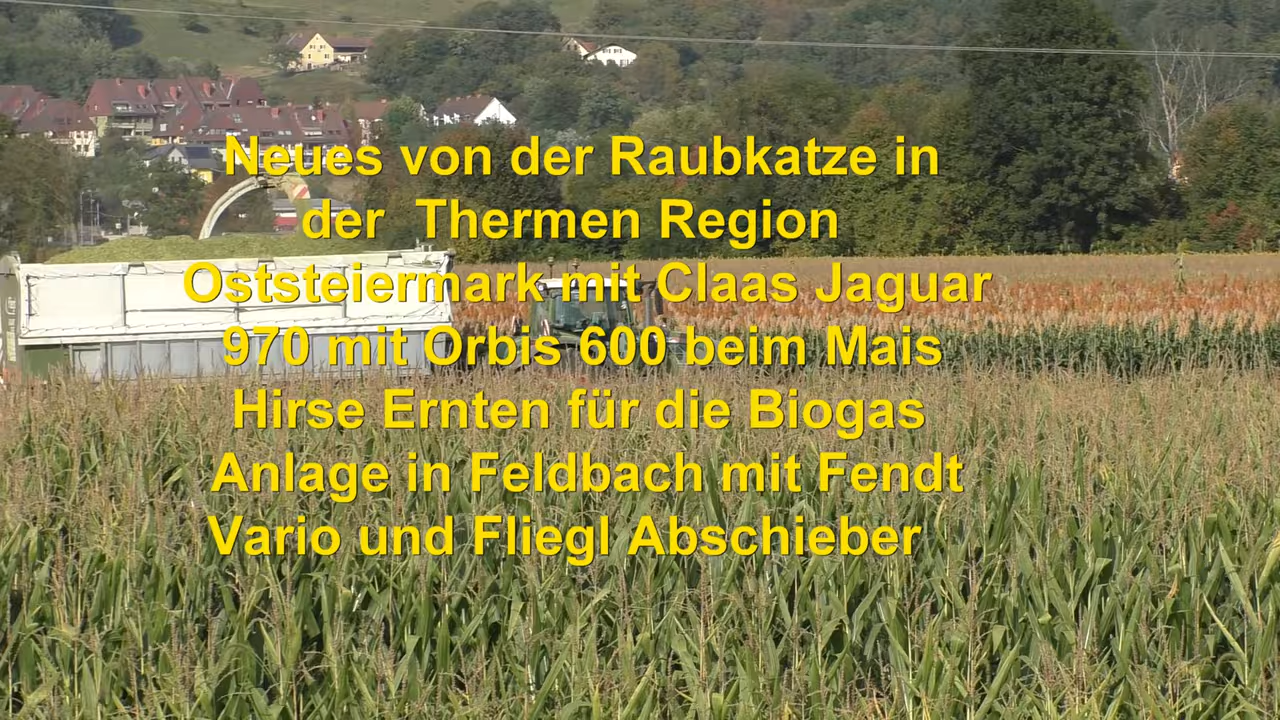 Neues von der Raubkatze in
der Thermen Region
Oststeiermark mit Claas Jaguar
970 mit Orbis 600 beim Mais
Hirse Ernten für die Biogas
Anlage in Feldbach mit Fendt
Vario und Fliegl Abschieber